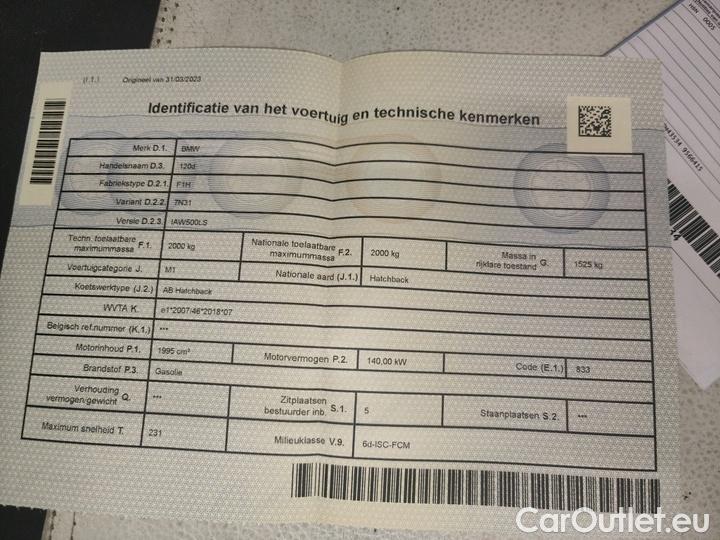 (I.1.) Origineel van 31/03/2023
Identificatie van het voertuig en technische kenmerken
Merk D.1. BMW
Handelsnaam D.3. 120d
Fabriekstype D.2.1. F1H
Variant D.2.2. 7N31
Versie D.2.3. IAW500LS
Techn. toelaatbare maximummassa F.1. 2000 kg Nationale toelaatbare maximummassa F.2. 2000 kg Massa in rijklare toestand G. 1525 kg
Voertuigcategorie J. M1 Nationale aard (J.1.) Hatchback
Koetswerktype (J.2.) AB Hatchback
WVTA K. e1*2007/46*2018*07
Belgisch ref.nummer (K.1.) ***
Motorinhoud P.1. 1995 cm³ Motorvermogen P.2. 140,00 kW Code (E.1.) 833
Brandstof P.3. Gasolie
Verhouding vermogen/gewicht Q. *** Zitplaatsen bestuurder inb. S.1. 5 Staanplaatsen S.2. ***
Maximum snelheid T. 231 Milieuklasse V.9. 6d-ISC-FCM
CarOutlet.eu